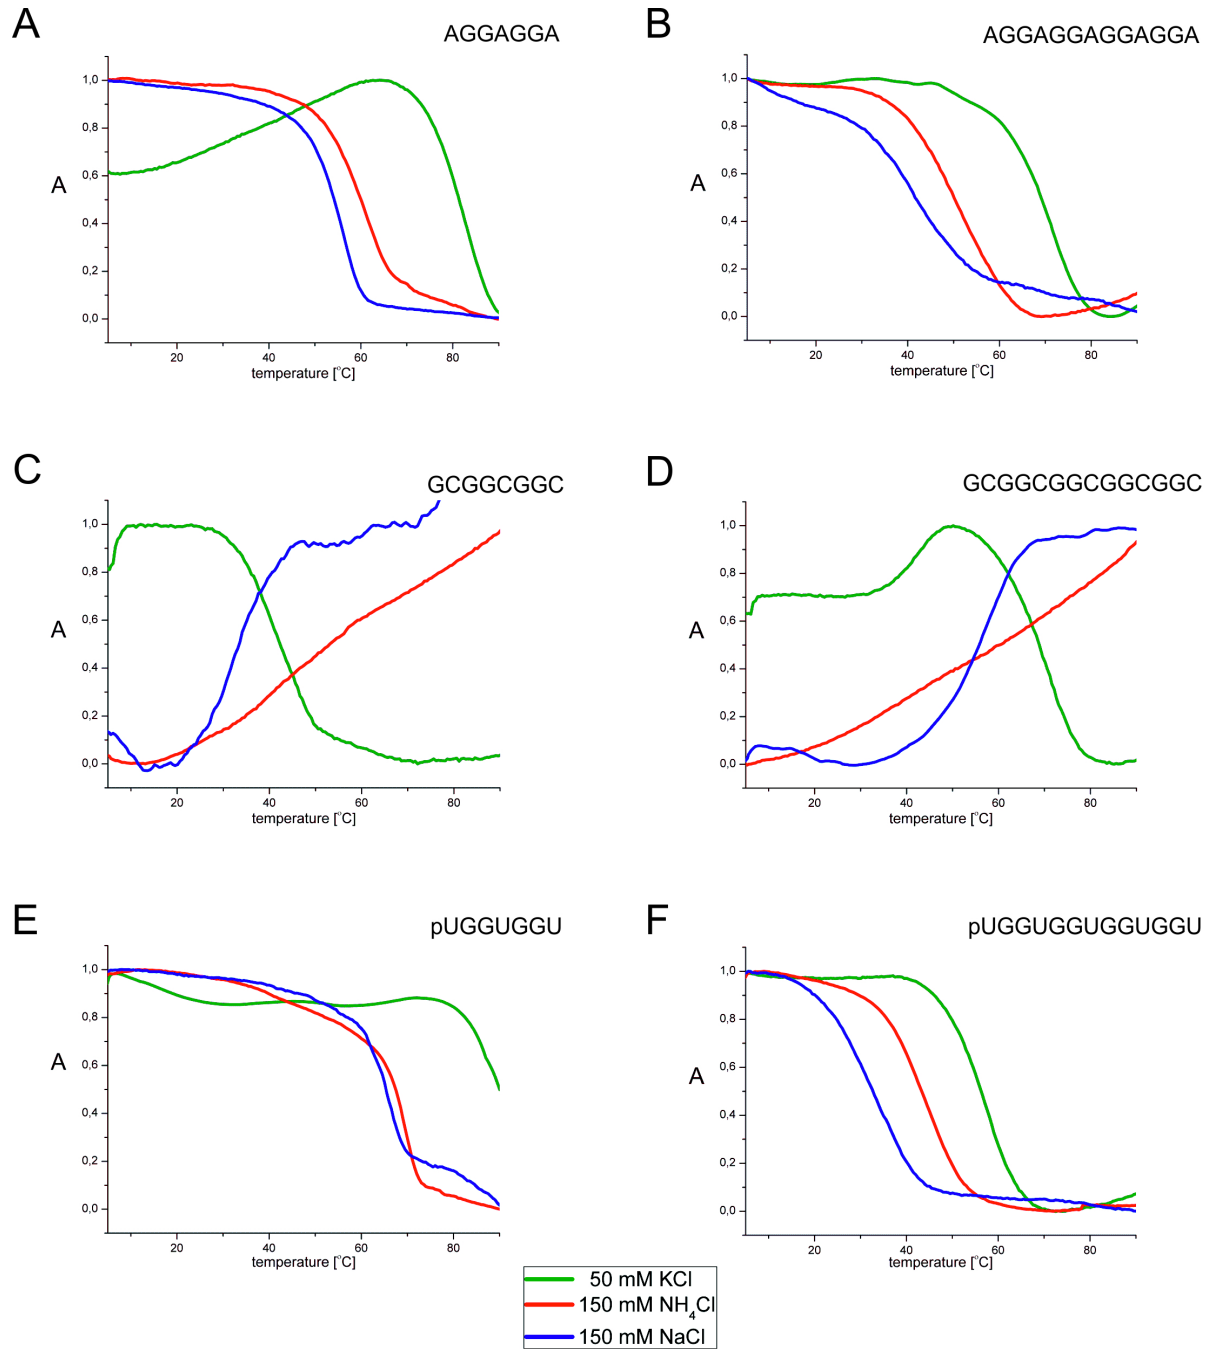 A
AGGAGGA
1,0
0,8
0,6
A
0,4
0,2
0,0
20 40 60 80
temperature [°C]
B
AGGAGGAGGAGGA
1,0
0,8
0,6
A
0,4
0,2
0,0
20 40 60 80
temperature [°C]
C
GCGGCGGC
1,0
0,8
0,6
A
0,4
0,2
0,0
20 40 60 80
temperature [°C]
D
GCGGCGGCGGCGGC
1,0
0,8
0,6
A
0,4
0,2
0,0
20 40 60 80
temperature [°C]
E
pUGGUGGU
1,0
0,8
0,6
A
0,4
0,2
0,0
20 40 60 80
temperature [°C]
F
pUGGUGGUGGUGGU
1,0
0,8
0,6
A
0,4
0,2
0,0
20 40 60 80
temperature [°C]
50 mM KCl
150 mM NH₄Cl
150 mM NaCl